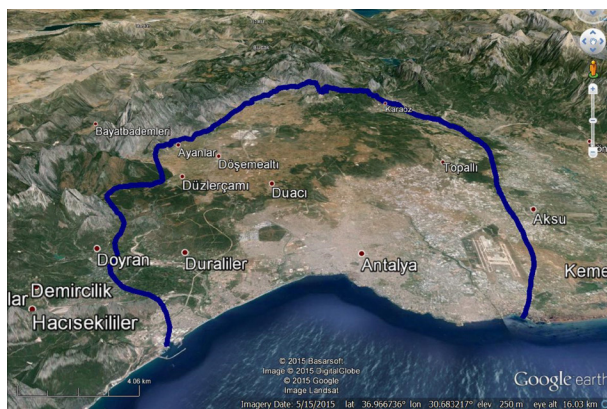 Karaöz
Bayatbademleri
Ayanlar
Döşemealtı
Topallı
Düzlerçamı
Duacı
Aksu
Doyran
Duraliler
Antalya
Keme
Demircilik
lar
Hacısekililer
4.06 km
© 2015 Basarsoft
Image © 2015 DigitalGlobe
© 2015 Google
Image Landsat
Google earth
Imagery Date: 5/15/2015 lat 36.966736° lon 30.683217° elev 250 m eye alt 16.03 km